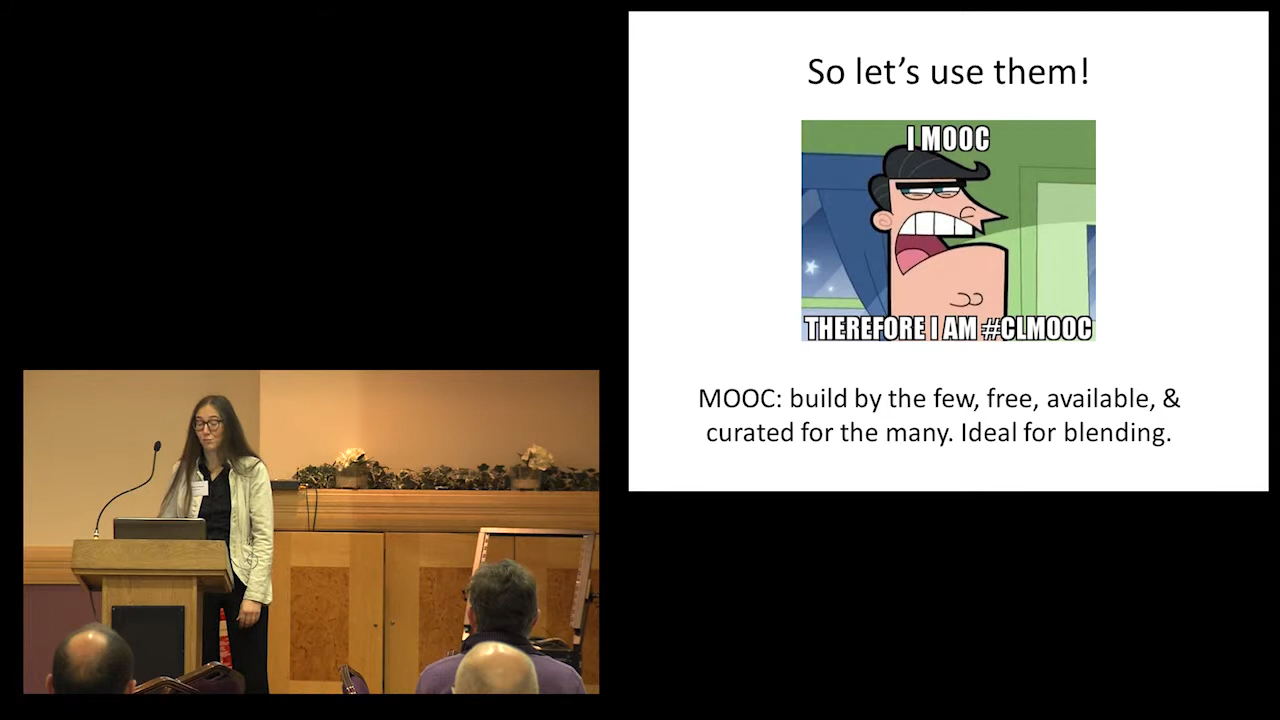 So let's use them!
I MOOC
THEREFORE I AM #CLMOOC
MOOC: build by the few, free, available, &
curated for the many. Ideal for blending.